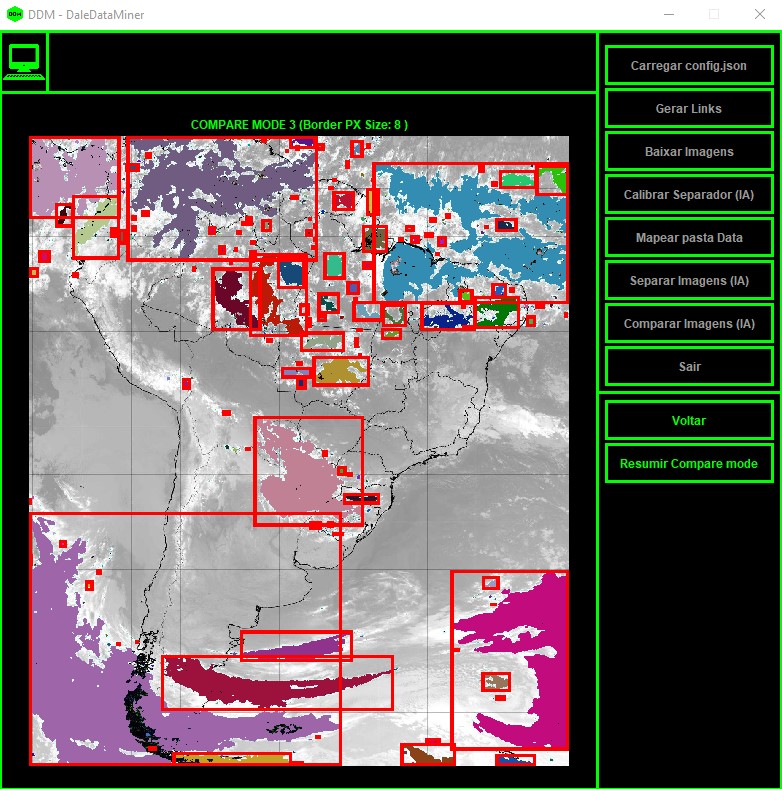 DDM - DaleDataMiner
COMPARE MODE 3 (Border PX Size: 8 )
Carregar config.json
Gerar Links
Baixar Imagens
Calibrar Separador (IA)
Mapear pasta Data
Separar Imagens (IA)
Comparar Imagens (IA)
Sair
Voltar
Resumir Compare mode